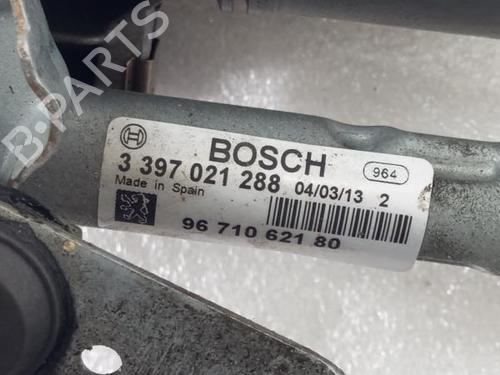 BOSCH 964
3 397 021 288 04/03/13 2
Made in Spain
96 710 621 80
B-PARTS